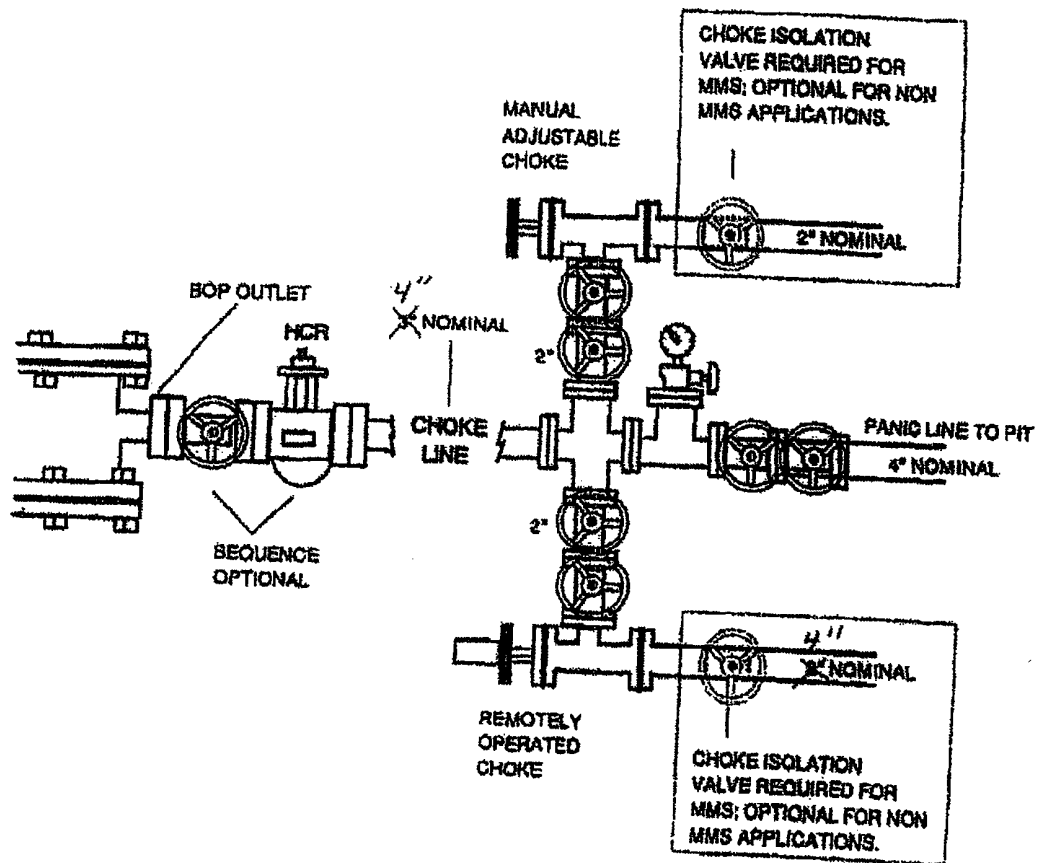 CHOKE ISOLATION
VALVE REQUIRED FOR
MMS; OPTIONAL FOR NON
MMS APPLICATIONS.
MANUAL
ADJUSTABLE
CHOKE
2" NOMINAL
BOP OUTLET
4"
3" NOMINAL
HCR
2"
CHOKE
LINE
PANIC LINE TO PIT
4" NOMINAL
2"
SEQUENCE
OPTIONAL
4"
NOMINAL
REMOTELY
OPERATED
CHOKE
CHOKE ISOLATION
VALVE REQUIRED FOR
MMS; OPTIONAL FOR NON
MMS APPLICATIONS.